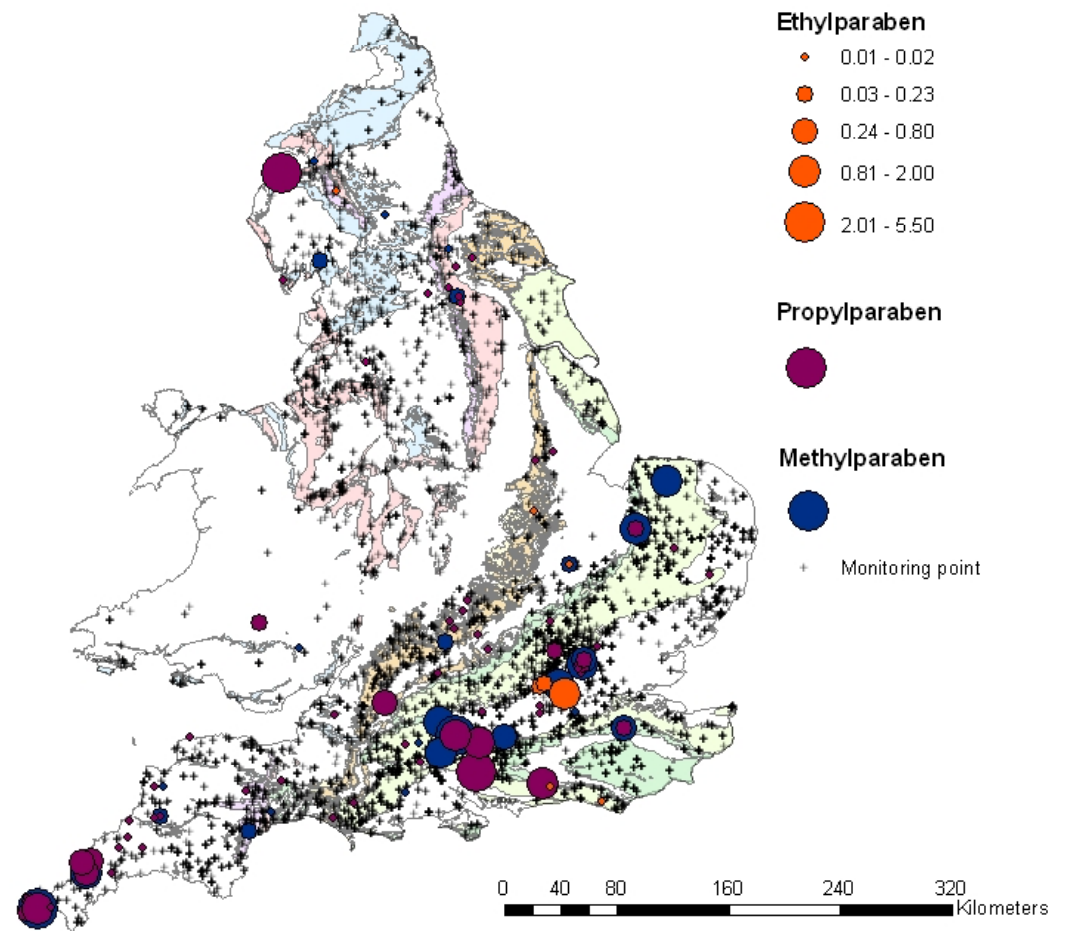 Ethylparaben
0.01 - 0.02
0.03 - 0.23
0.24 - 0.80
0.81 - 2.00
2.01 - 5.50
Propylparaben
Methylparaben
Monitoring point
0 40 80 160 240 320
Kilometers